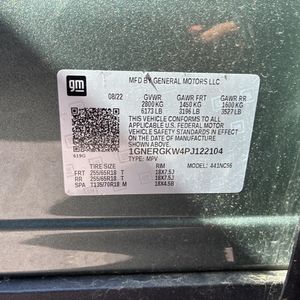 gm
MFD BY GENERAL MOTORS LLC
08/22 GVWR GAWR FRT GAWR RR
2800 KG 1450 KG 1600 KG
6173 LB 3196 LB 3527 LB
THIS VEHICLE CONFORMS TO ALL
APPLICABLE U.S. FEDERAL MOTOR
VEHICLE SAFETY STANDARDS IN EFFECT
ON THE DATE OF MANUFACTURE
SHOWN ABOVE.
1GNERGKW4PJ122104
619G TYPE: MPV
TIRE SIZE RIM MODEL: 
FRT 255/65R18 T 18X7.5J
RR 255/65R18 T 18X7.5J
SPA T135/70R18 M 18X4.5B